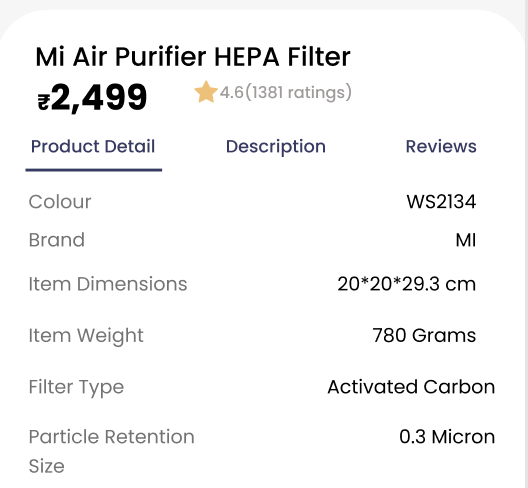 Mi Air Purifier HEPA Filter
₹2,499 4.6(1381 ratings)
Product Detail Description Reviews
Colour WS2134
Brand MI
Item Dimensions 20*20*29.3 cm
Item Weight 780 Grams
Filter Type Activated Carbon
Particle Retention 0.3 Micron
Size